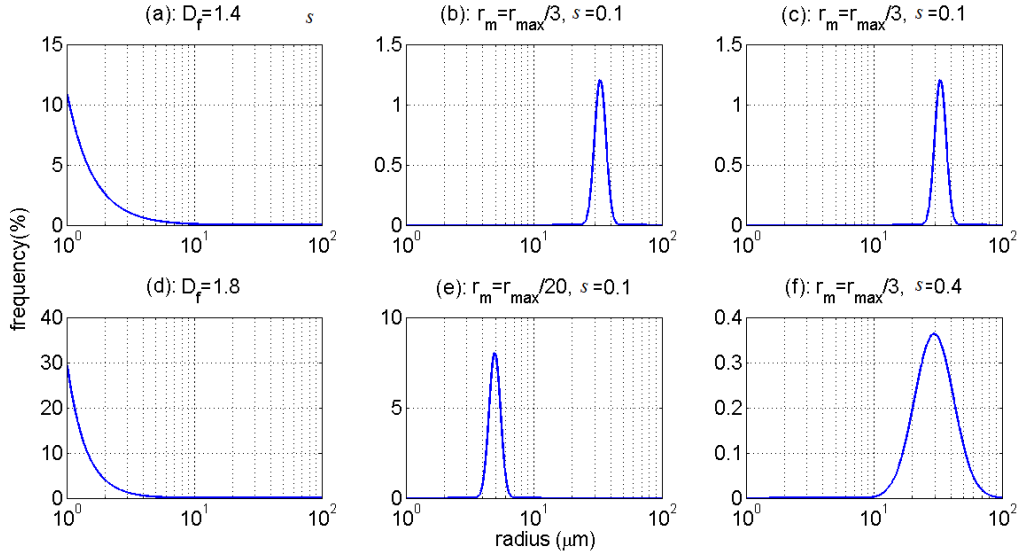 (a): D_f=1.4 s
(b): r_m=r_max/3, s=0.1
(c): r_m=r_max/3, s=0.1
15
10
5
0
10^0 10^1 10^2
1.5
1
0.5
0
10^0 10^1 10^2
1.5
1
0.5
0
10^0 10^1 10^2
frequency(%)
(d): D_f=1.8
(e): r_m=r_max/20, s=0.1
(f): r_m=r_max/3, s=0.4
40
30
20
10
0
10^0 10^1 10^2
10
5
0
10^0 10^1 10^2
0.4
0.3
0.2
0.1
0
10^0 10^1 10^2
radius (μm)